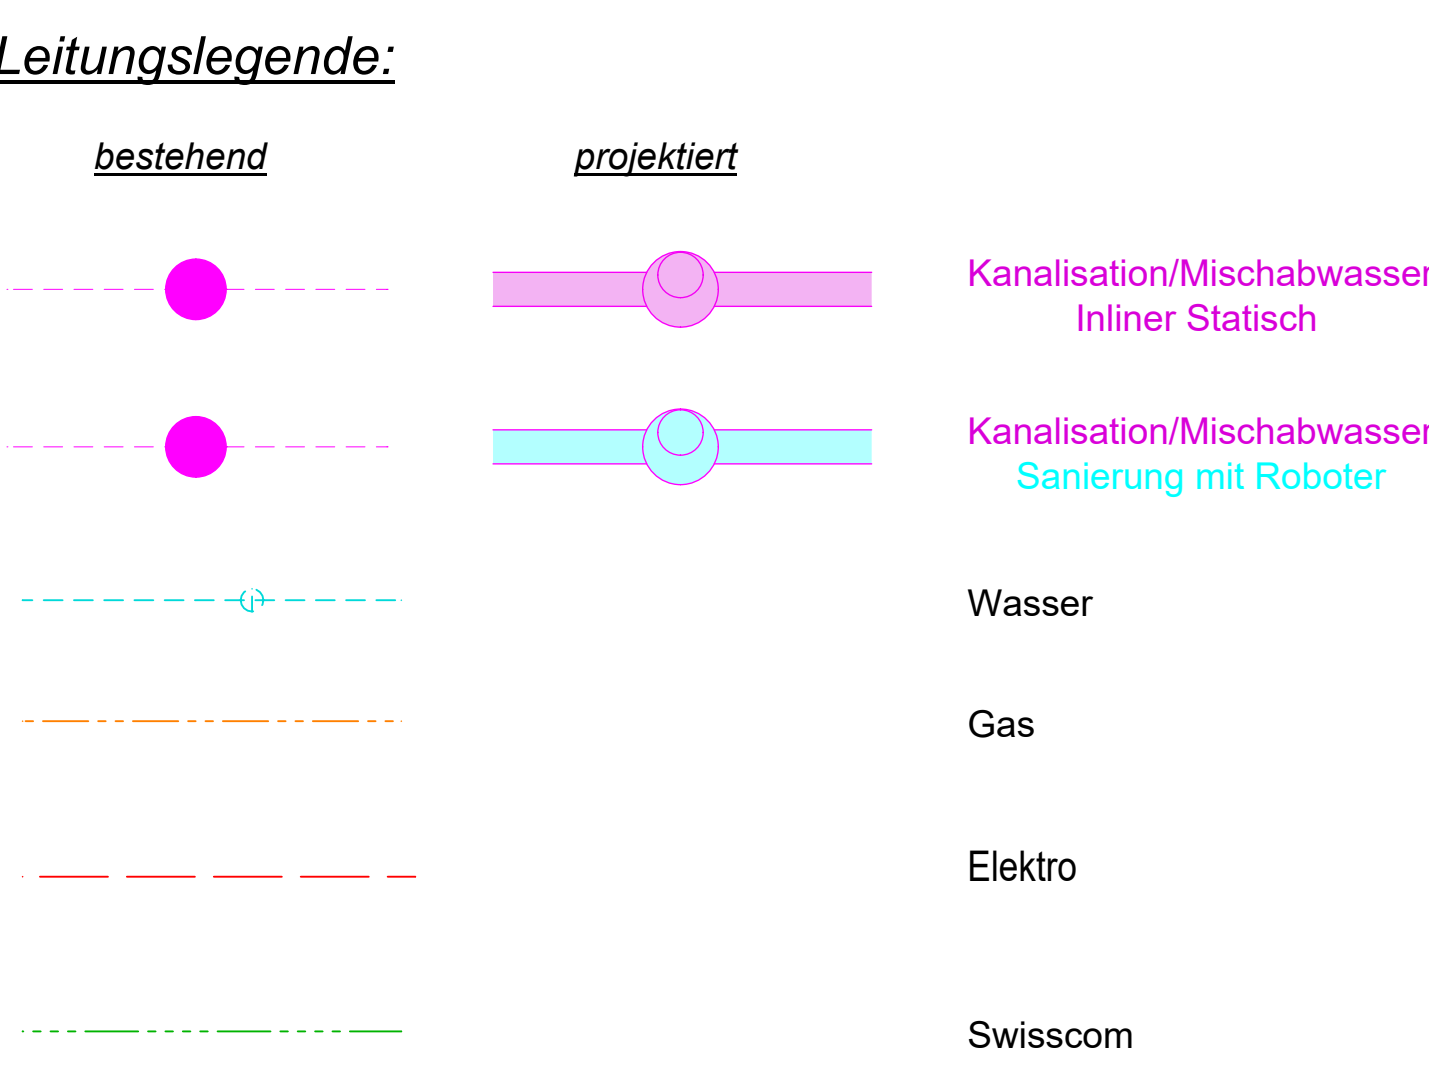 Leitungslegende:
bestehend projektiert
Kanalisation/Mischabwasser
Inliner Statisch
Kanalisation/Mischabwasser
Sanierung mit Roboter
Wasser
Gas
Elektro
Swisscom